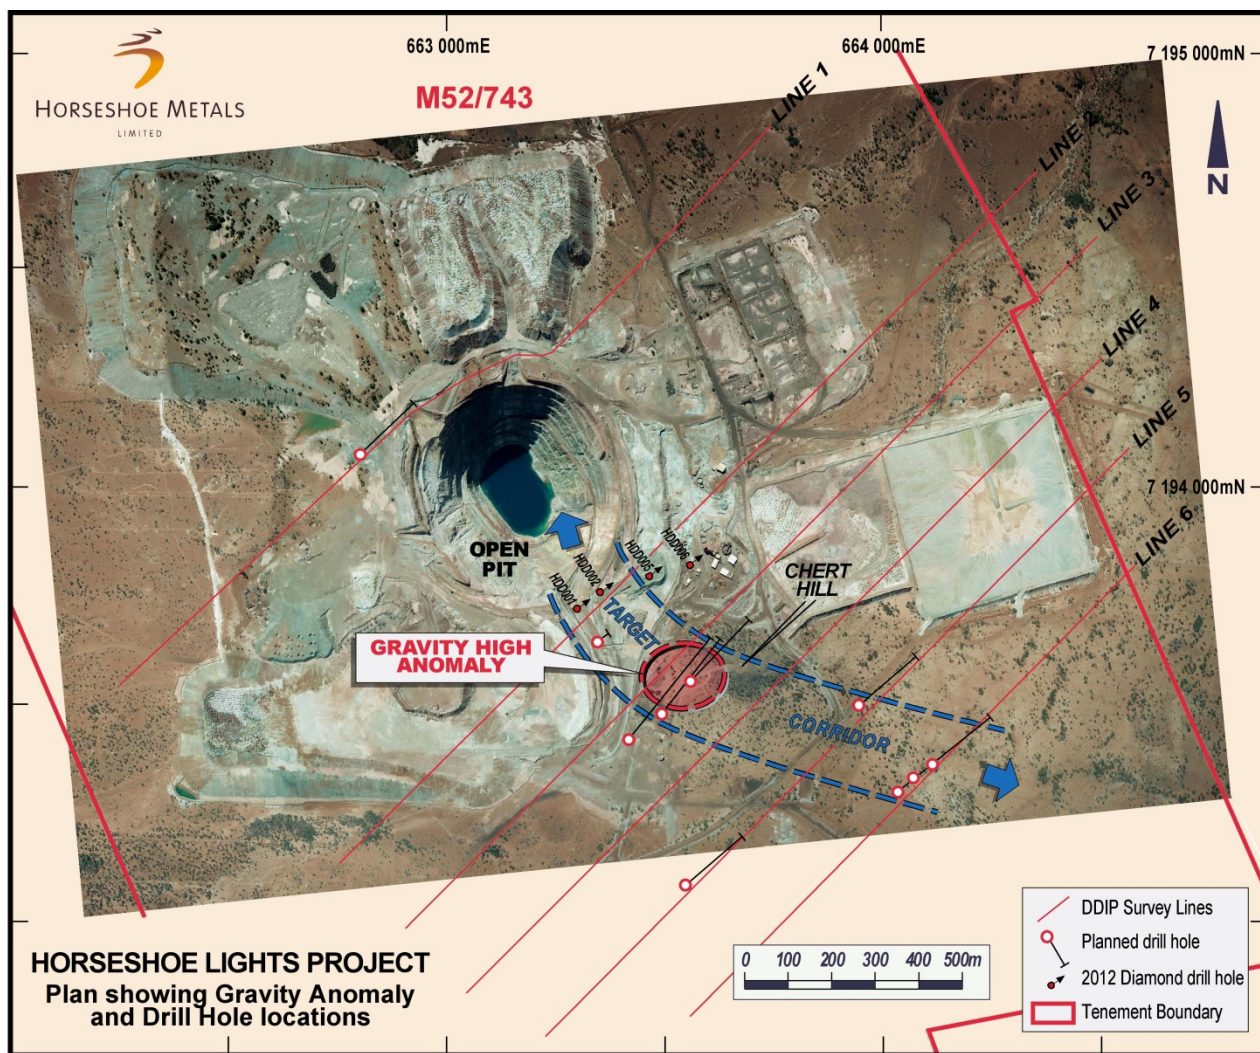 663 000mE
664 000mE
7 195 000mN
HORSESHOE METALS
LIMITED
M52/743
LINE 1
LINE 2
LINE 3
LINE 4
LINE 5
LINE 6
N
7 194 000mN
OPEN
PIT
HDD001
HDD002
HDD005
HDD006
CHERT
HILL
TARGET
CORRIDOR
GRAVITY HIGH
ANOMALY
HORSESHOE LIGHTS PROJECT
Plan showing Gravity Anomaly
and Drill Hole locations
0 100 200 300 400 500m
DDIP Survey Lines
Planned drill hole
2012 Diamond drill hole
Tenement Boundary